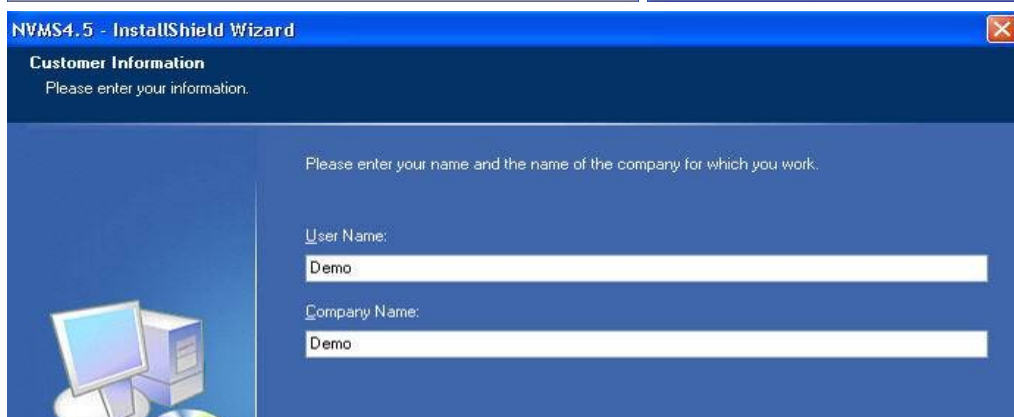 NVMS4.5 - InstallShield Wizard
Customer Information
Please enter your information.
Please enter your name and the name of the company for which you work.
User Name:
Demo
Company Name:
Demo